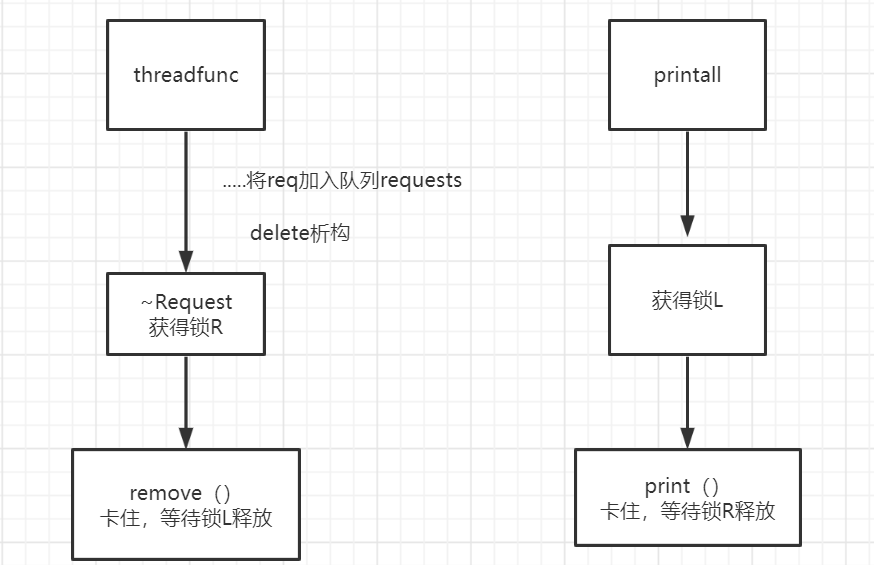 threadfunc
.....将req加入队列requests
delete析构
~Request
获得锁R
remove（）
卡住，等待锁L释放
printall
获得锁L
print（）
卡住，等待锁R释放